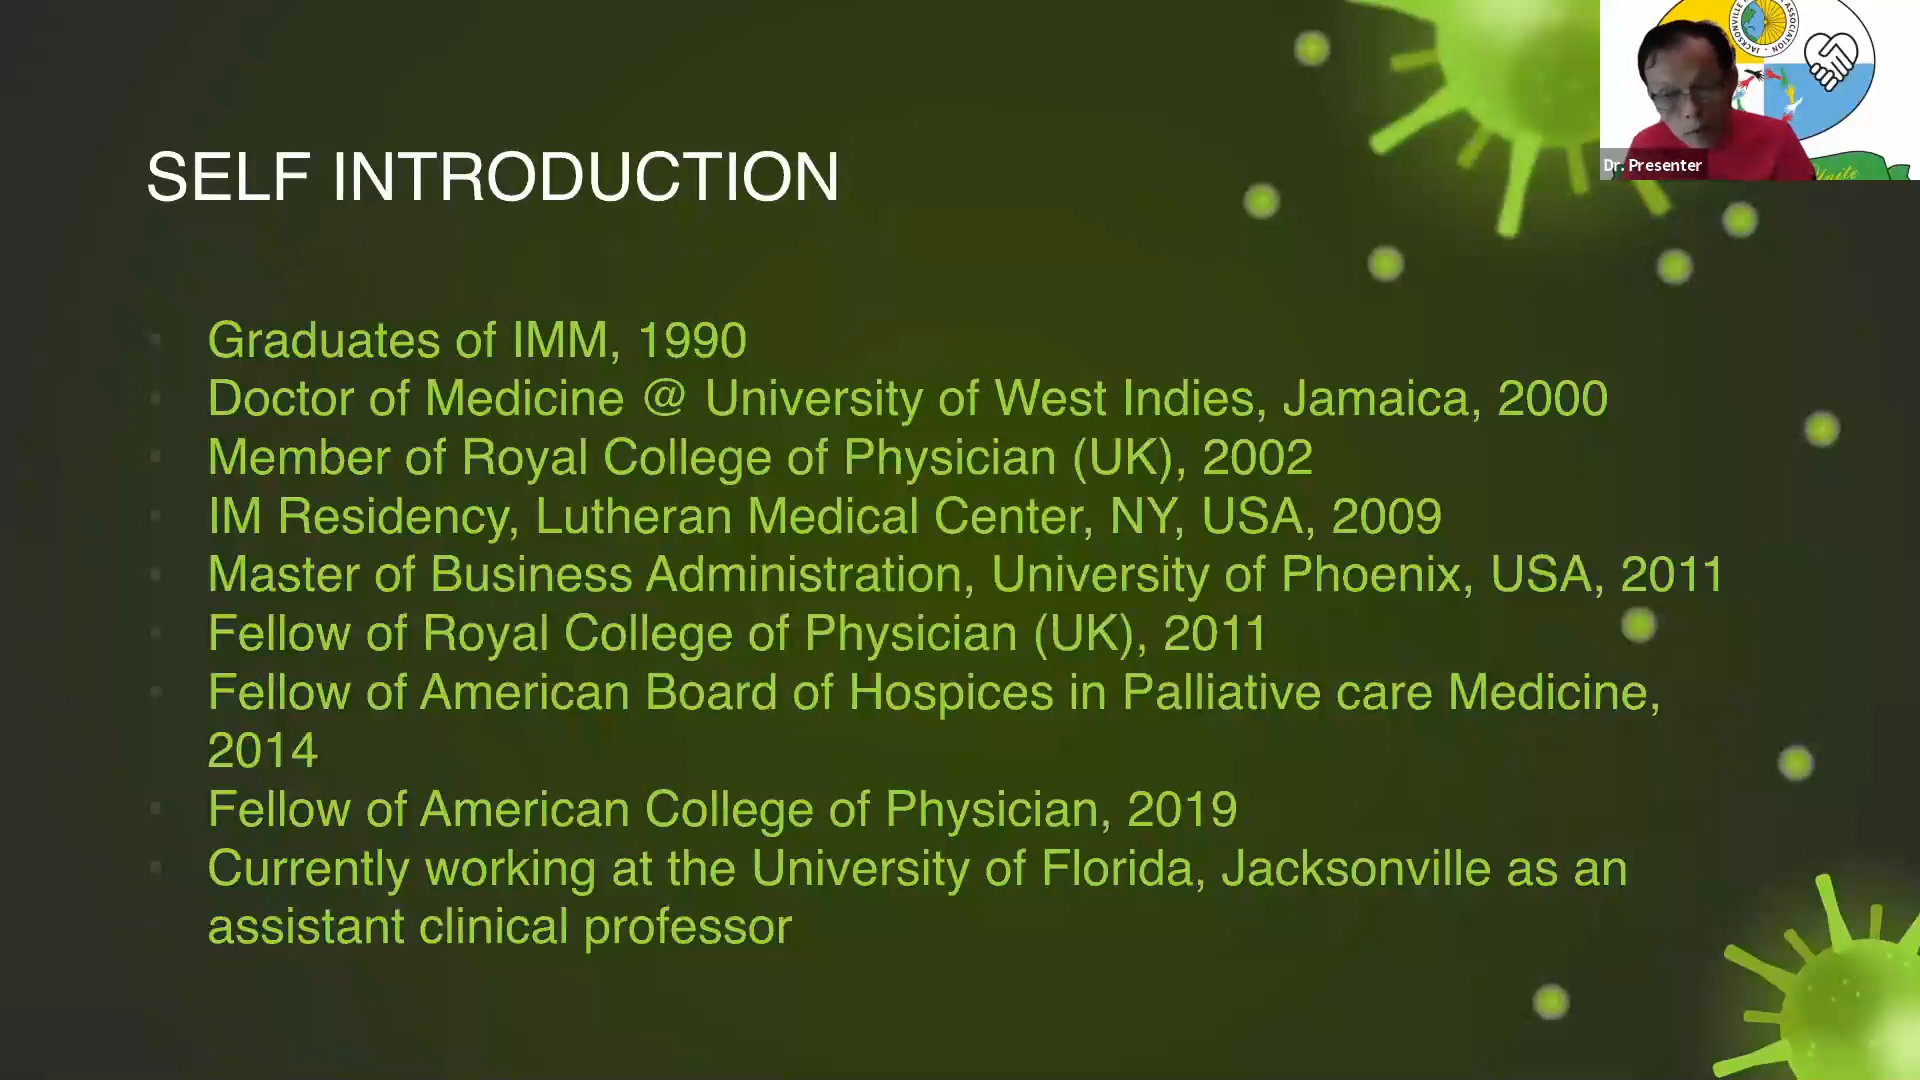 SELF INTRODUCTION
Graduates of IMM, 1990
Doctor of Medicine @ University of West Indies, Jamaica, 2000
Member of Royal College of Physician (UK), 2002
IM Residency, Lutheran Medical Center, NY, USA, 2009
Master of Business Administration, University of Phoenix, USA, 2011
Fellow of Royal College of Physician (UK), 2011
Fellow of American Board of Hospices in Palliative care Medicine,
2014
Fellow of American College of Physician, 2019
Currently working at the University of Florida, Jacksonville as an
assistant clinical professor
JACKSONVILLE
ASSOCIATION
Dr. Presenter
Unite